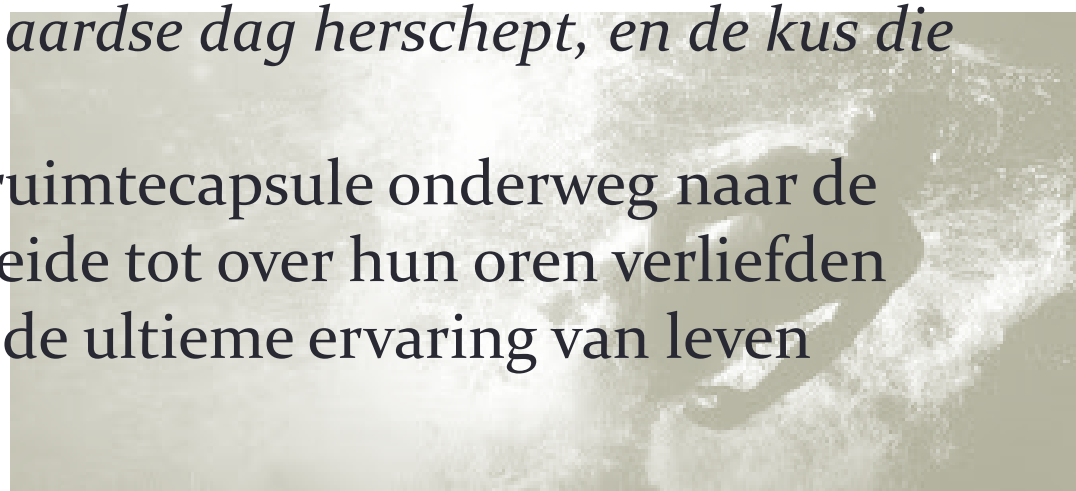 aardse dag herschept, en de kus die
ruimtecapsule onderweg naar de
eide tot over hun oren verliefden
de ultieme ervaring van leven